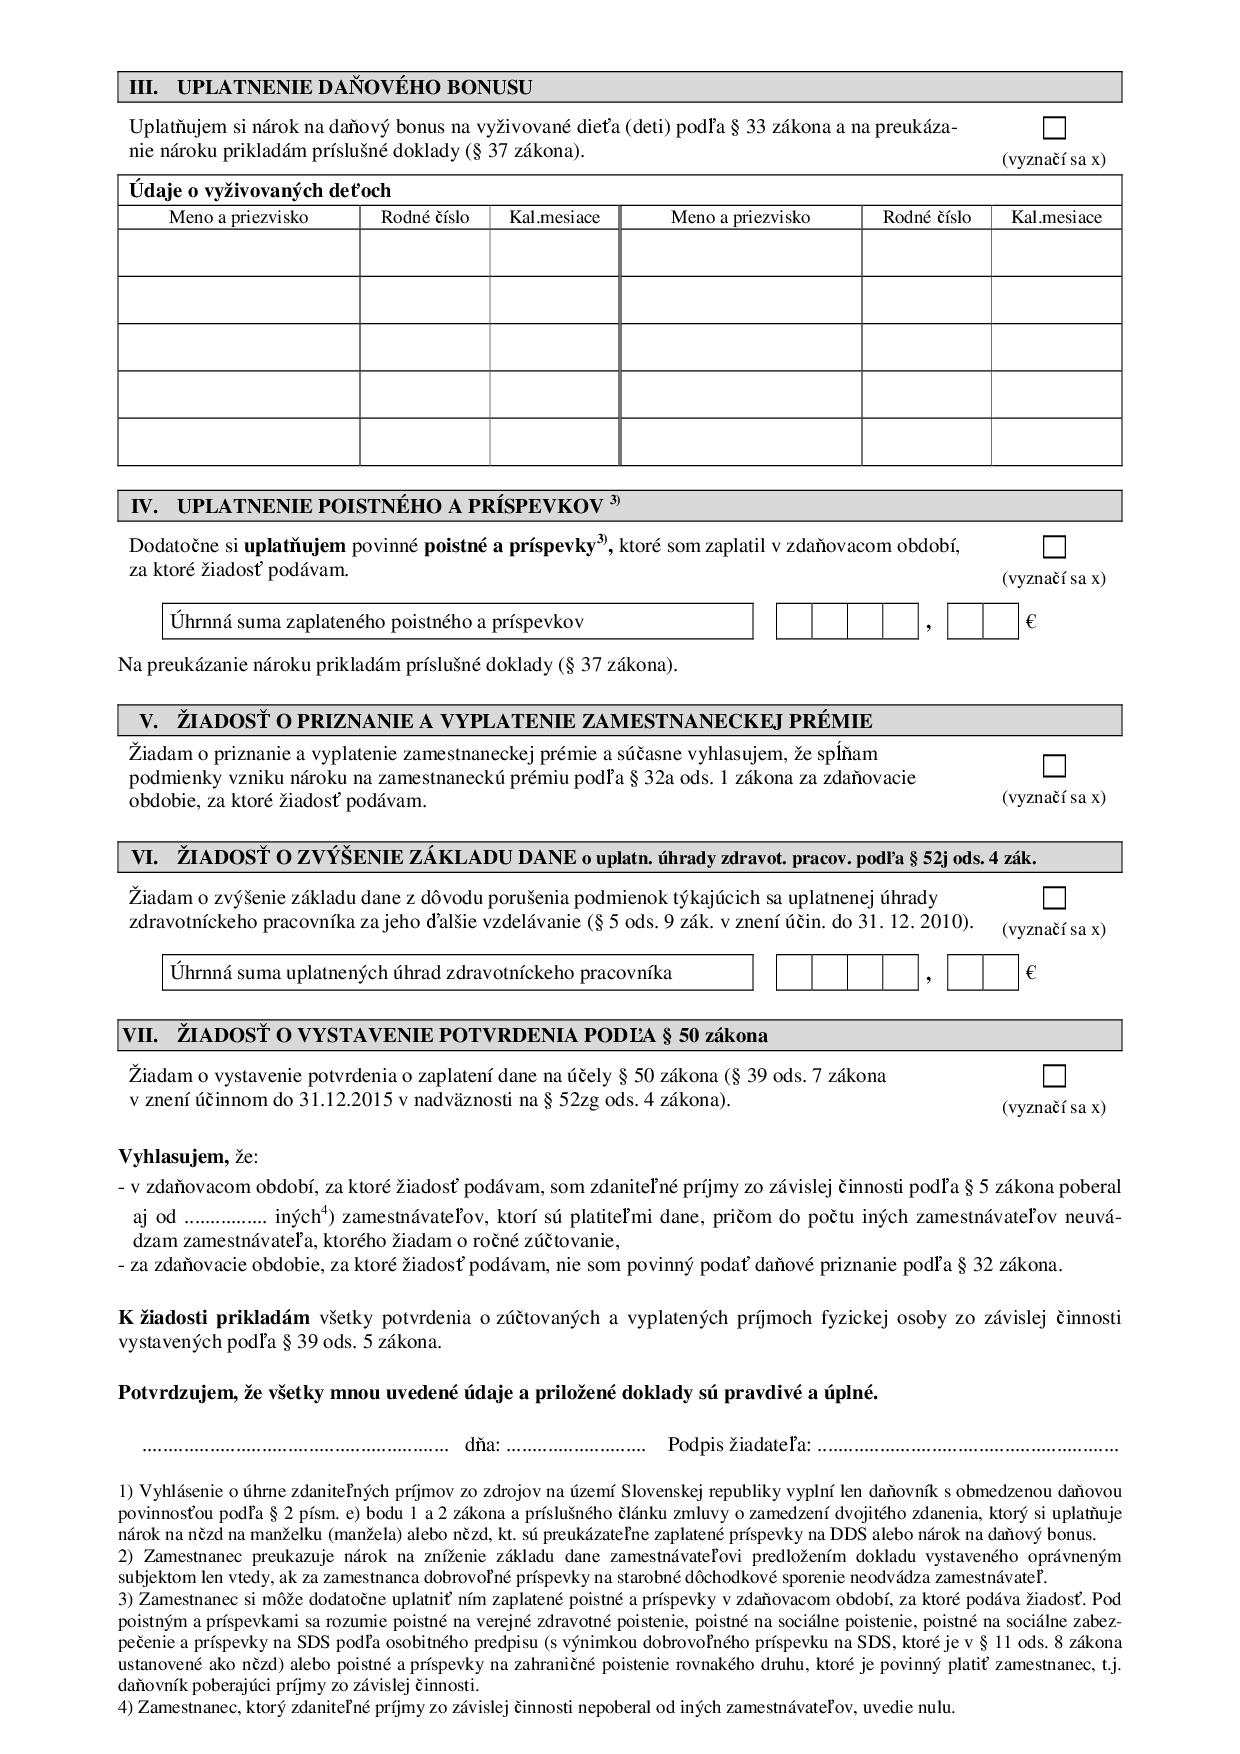 III. UPLATNENIE DAŇOVÉHO BONUSU
Uplatňujem si nárok na daňový bonus na vyživované dieťa (deti) podľa § 33 zákona a na preukáza-
nie nároku prikladám príslušné doklady (§ 37 zákona).
(vyznačí sa x)
Údaje o vyživovaných deťoch
Meno a priezvisko Rodné číslo Kal.mesiace Meno a priezvisko Rodné číslo Kal.mesiace
IV. UPLATNENIE POISTNÉHO A PRÍSPEVKOV 3)
Dodatočne si uplatňujem povinné poistné a príspevky3), ktoré som zaplatil v zdaňovacom období,
za ktoré žiadosť podávam.
(vyznačí sa x)
Úhrnná suma zaplateného poistného a príspevkov , €
Na preukázanie nároku prikladám príslušné doklady (§ 37 zákona).
V. ŽIADOSŤ O PRIZNANIE A VYPLATENIE ZAMESTNANECKEJ PRÉMIE
Žiadam o priznanie a vyplatenie zamestnaneckej prémie a súčasne vyhlasujem, že spĺňam
podmienky vzniku nároku na zamestnaneckú prémiu podľa § 32a ods. 1 zákona za zdaňovacie
obdobie, za ktoré žiadosť podávam.
(vyznačí sa x)
VI. ŽIADOSŤ O ZVÝŠENIE ZÁKLADU DANE o uplatn. úhrady zdravot. pracov. podľa § 52j ods. 4 zák.
Žiadam o zvýšenie základu dane z dôvodu porušenia podmienok týkajúcich sa uplatnenej úhrady
zdravotníckeho pracovníka za jeho ďalšie vzdelávanie (§ 5 ods. 9 zák. v znení účin. do 31. 12. 2010).
(vyznačí sa x)
Úhrnná suma uplatnených úhrad zdravotníckeho pracovníka , €
VII. ŽIADOSŤ O VYSTAVENIE POTVRDENIA PODĽA § 50 zákona
Žiadam o vystavenie potvrdenia o zaplatení dane na účely § 50 zákona (§ 39 ods. 7 zákona
v znení účinnom do 31.12.2015 v nadväznosti na § 52zg ods. 4 zákona).
(vyznačí sa x)
Vyhlasujem, že:
- v zdaňovacom období, za ktoré žiadosť podávam, som zdaniteľné príjmy zo závislej činnosti podľa § 5 zákona poberal
aj od ................ iných4) zamestnávateľov, ktorí sú platiteľmi dane, pričom do počtu iných zamestnávateľov neuvá-
dzam zamestnávateľa, ktorého žiadam o ročné zúčtovanie,
- za zdaňovacie obdobie, za ktoré žiadosť podávam, nie som povinný podať daňové priznanie podľa § 32 zákona.
K žiadosti prikladám všetky potvrdenia o zúčtovaných a vyplatených príjmoch fyzickej osoby zo závislej činnosti
vystavených podľa § 39 ods. 5 zákona.
Potvrdzujem, že všetky mnou uvedené údaje a priložené doklady sú pravdivé a úplné.
........................................................... dňa: ........................... Podpis žiadateľa: ..........................................................
1) Vyhlásenie o úhrne zdaniteľných príjmov zo zdrojov na území Slovenskej republiky vyplní len daňovník s obmedzenou daňovou
povinnosťou podľa § 2 písm. e) bodu 1 a 2 zákona a príslušného článku zmluvy o zamedzení dvojitého zdanenia, ktorý si uplatňuje
nárok na nčzd na manželku (manžela) alebo nčzd, kt. sú preukázateľne zaplatené príspevky na DDS alebo nárok na daňový bonus.
2) Zamestnanec preukazuje nárok na zníženie základu dane zamestnávateľovi predložením dokladu vystaveného oprávneným
subjektom len vtedy, ak za zamestnanca dobrovoľné príspevky na starobné dôchodkové sporenie neodvádza zamestnávateľ.
3) Zamestnanec si môže dodatočne uplatniť ním zaplatené poistné a príspevky v zdaňovacom období, za ktoré podáva žiadosť. Pod
poistným a príspevkami sa rozumie poistné na verejné zdravotné poistenie, poistné na sociálne poistenie, poistné na sociálne zabez-
pečenie a príspevky na SDS podľa osobitného predpisu (s výnimkou dobrovoľného príspevku na SDS, ktoré je v § 11 ods. 8 zákona
ustanovené ako nčzd) alebo poistné a príspevky na zahraničné poistenie rovnakého druhu, ktoré je povinný platiť zamestnanec, t.j.
daňovník poberajúci príjmy zo závislej činnosti.
4) Zamestnanec, ktorý zdaniteľné príjmy zo závislej činnosti nepoberal od iných zamestnávateľov, uvedie nulu.